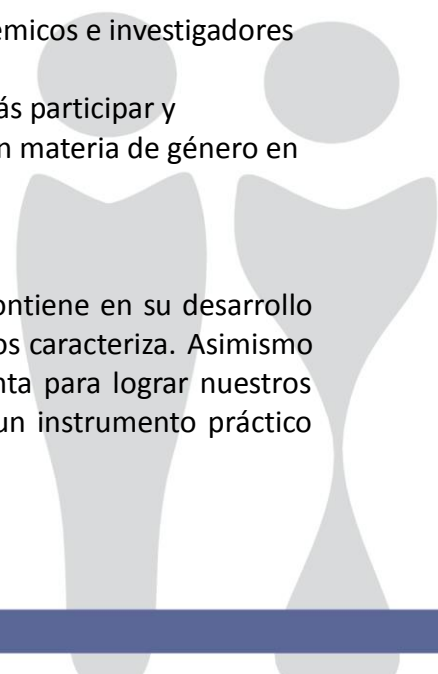 émicos e investigadores
ás participar y
n materia de género en
ontiene en su desarrollo
os caracteriza. Asimismo
nta para lograr nuestros
un instrumento práctico